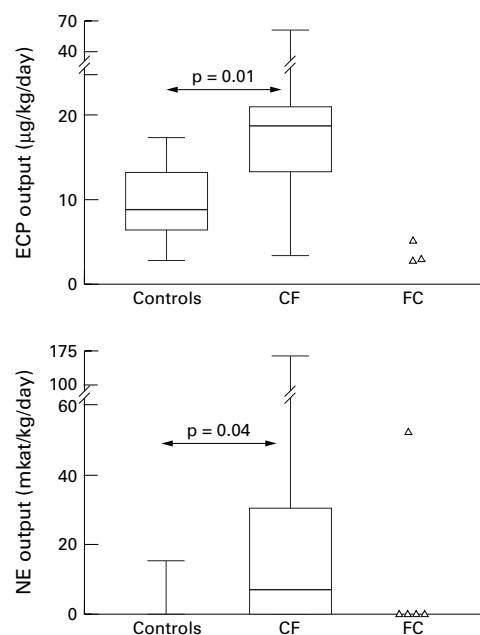 ECP output (μg/kg/day)
70
40
20
10
0
p = 0.01
Controls CF FC
NE output (mkat/kg/day)
175
100
60
40
20
0
p = 0.04
Controls CF FC